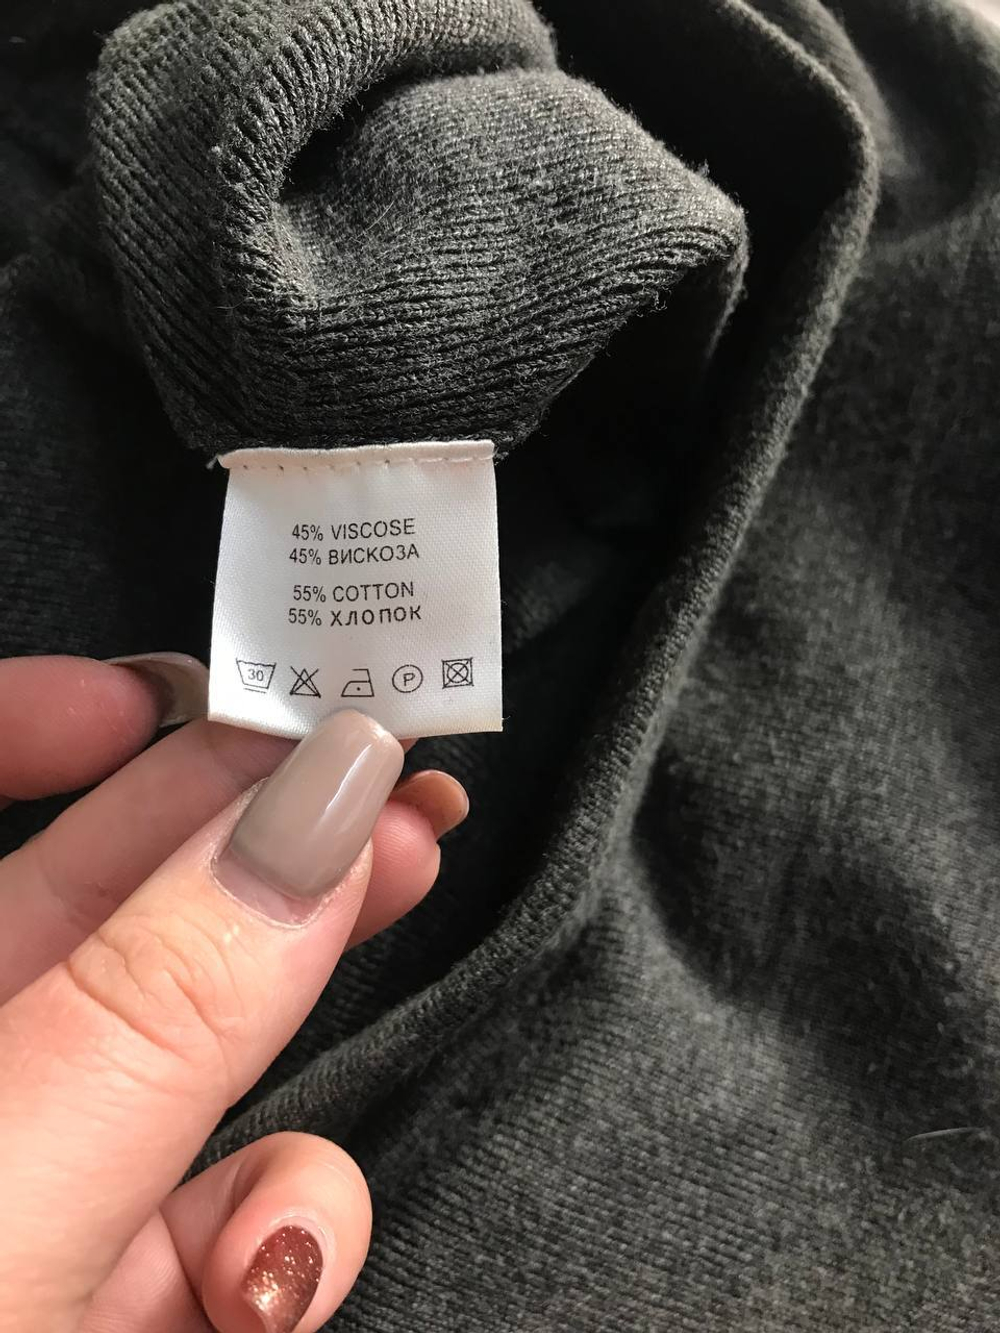 45% VISCOSE
45% ВИСКОЗА
55% COTTON
55% ХЛОПОК
30 P